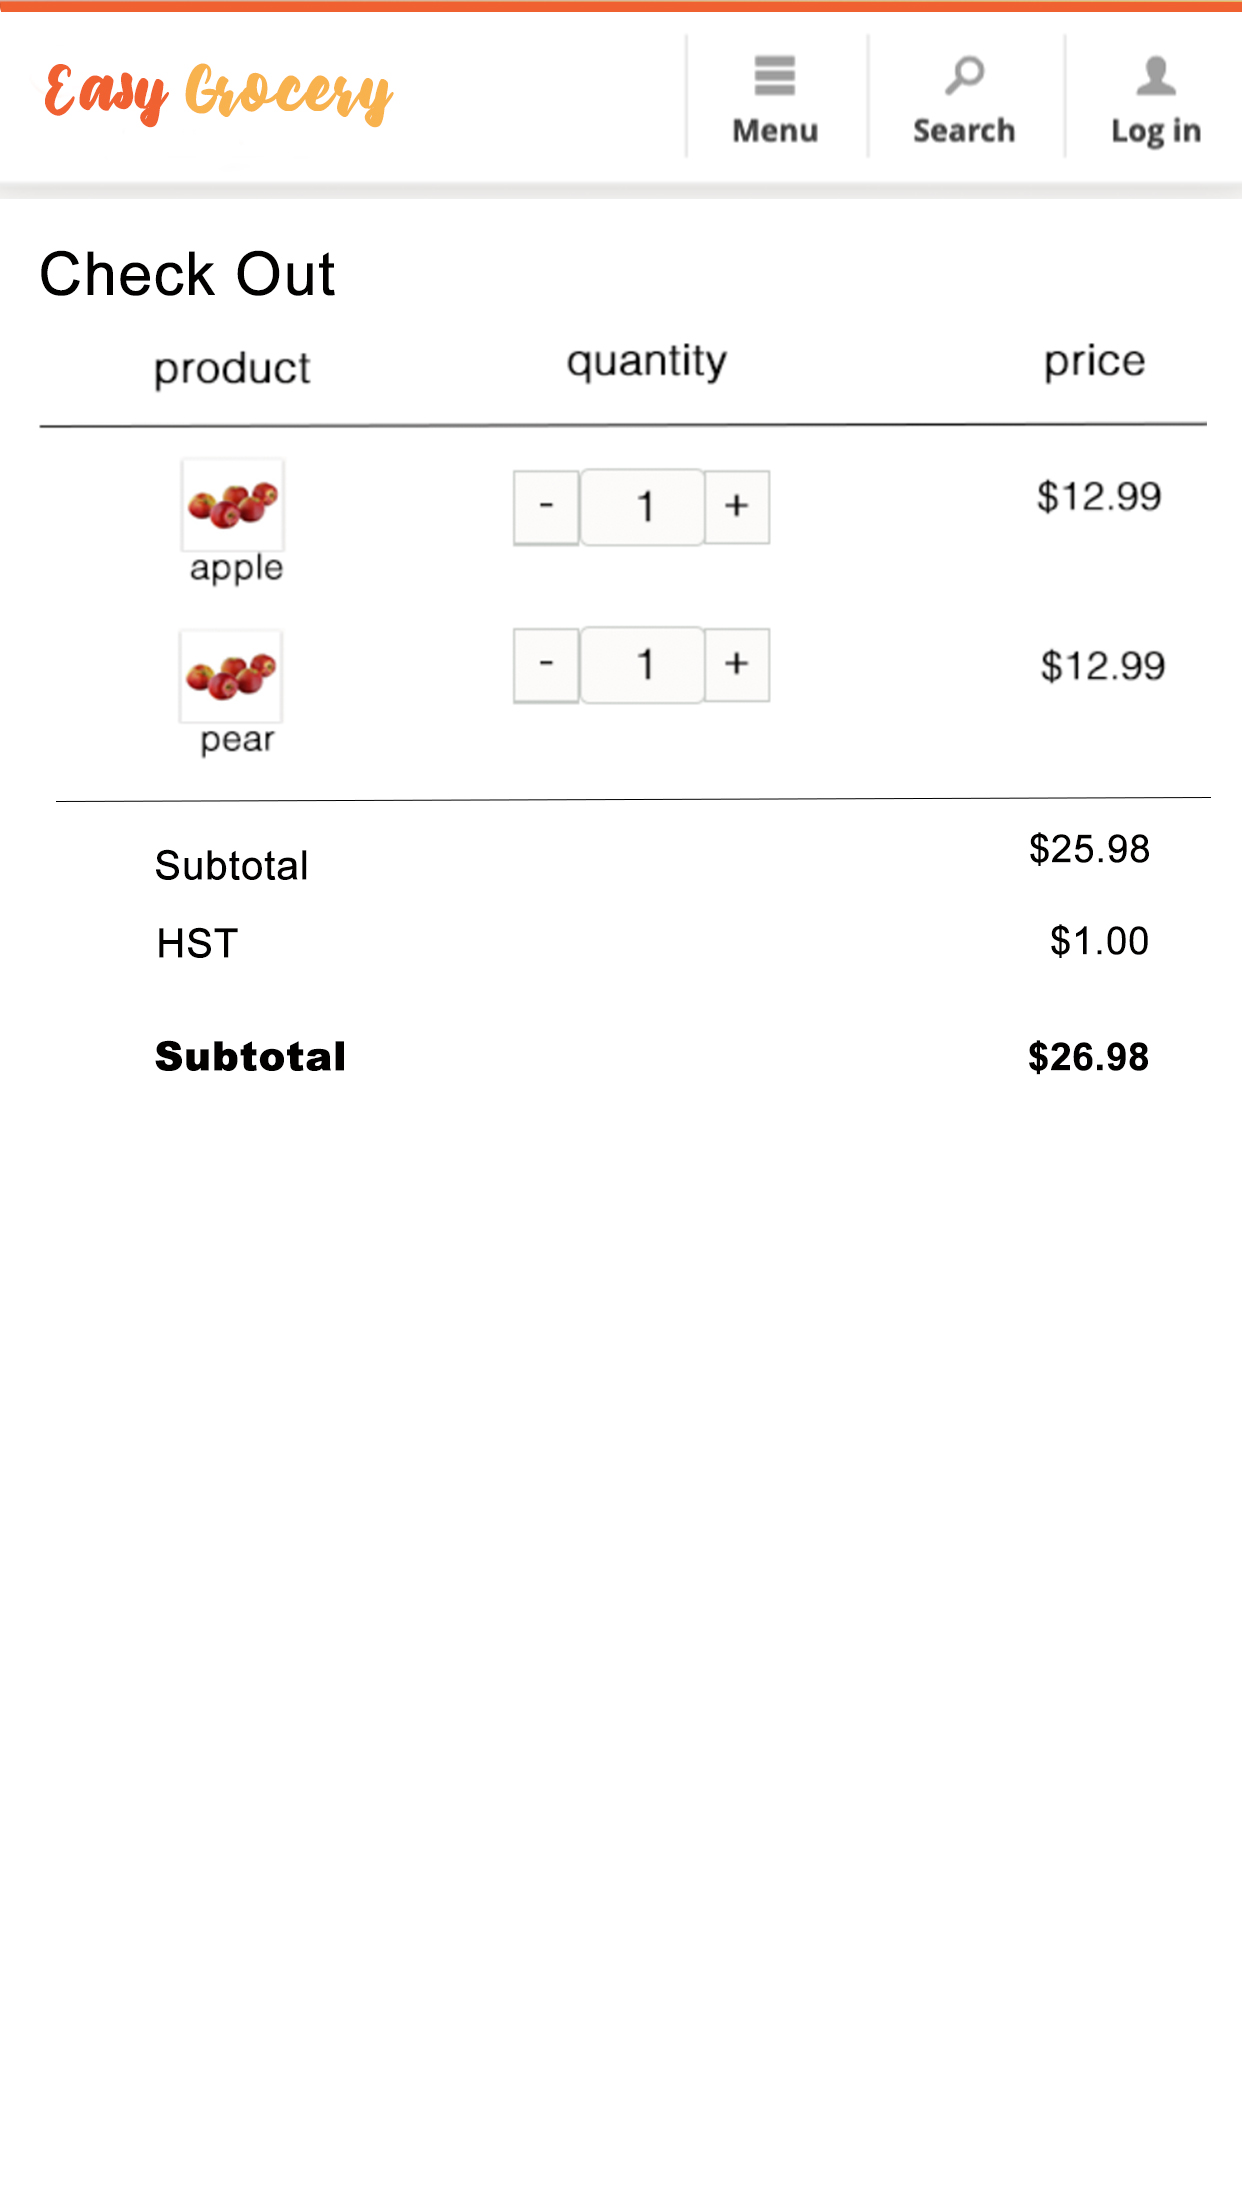 Easy Grocery
Menu Search Log in
Check Out
product quantity price
- 1 + $12.99
apple
- 1 + $12.99
pear
Subtotal $25.98
HST $1.00
Subtotal $26.98